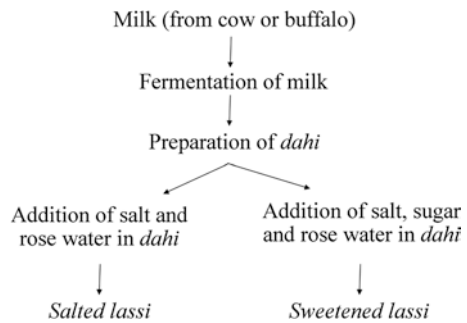 Milk (from cow or buffalo)
Fermentation of milk
Preparation of dahi
Addition of salt and
rose water in dahi
Addition of salt, sugar
and rose water in dahi
Salted lassi
Sweetened lassi